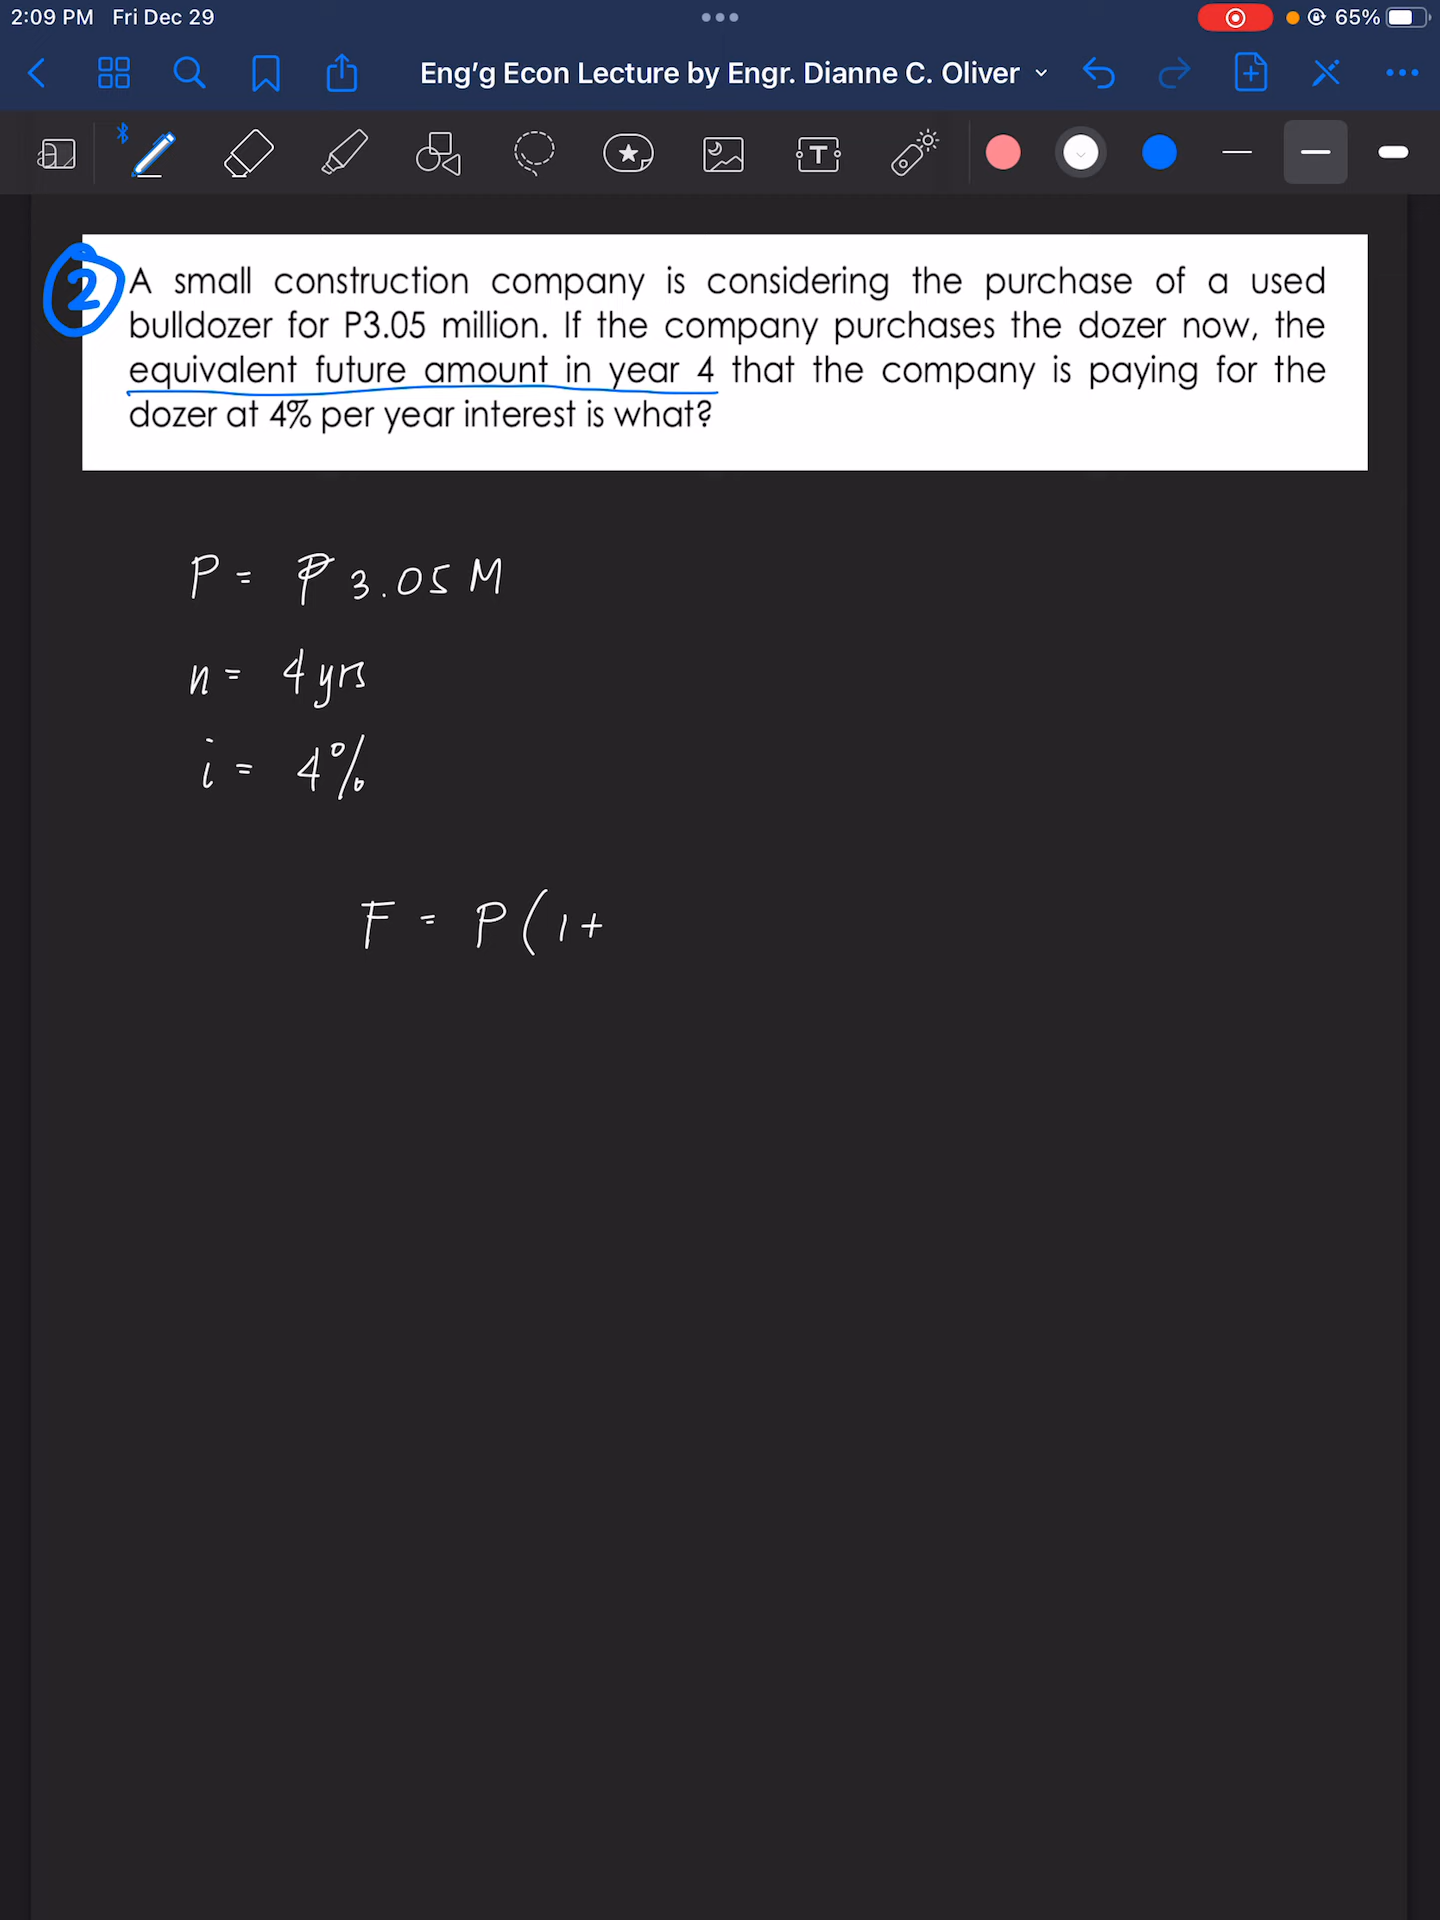 2:09 PM Fri Dec 29
65%
Eng’g Econ Lecture by Engr. Dianne C. Oliver
a
T
2
A small construction company is considering the purchase of a used
bulldozer for P3.05 million. If the company purchases the dozer now, the
equivalent future amount in year 4 that the company is paying for the
dozer at 4% per year interest is what?
P = ₱ 3.05 M
n = 4 yrs
i = 4%
F = P(1+